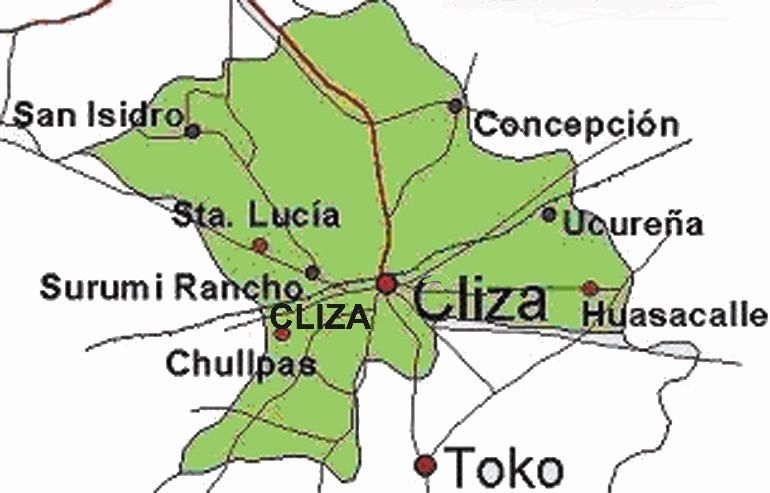 San Isidro
Concepción
Sta. Lucía
Ucureña
Surumi Rancho
Cliza
CLIZA
Huasacalle
Chullpas
Toko